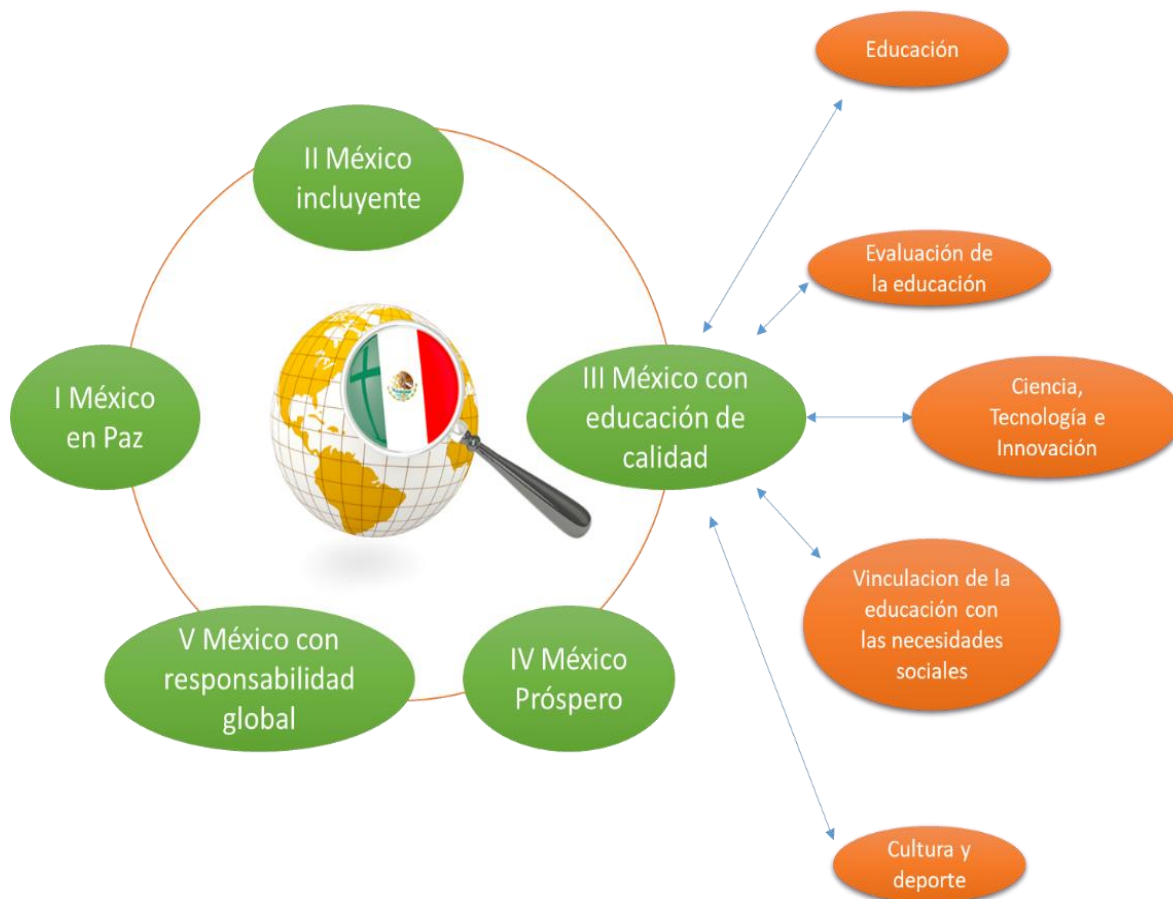 Educación
II México
incluyente
Evaluación de
la educación
I México
en Paz
III México con
educación de
calidad
Ciencia,
Tecnología e
Innovación
Vinculacion de la
educación con
las necesidades
sociales
V México con
responsabilidad
global
IV México
Próspero
Cultura y
deporte